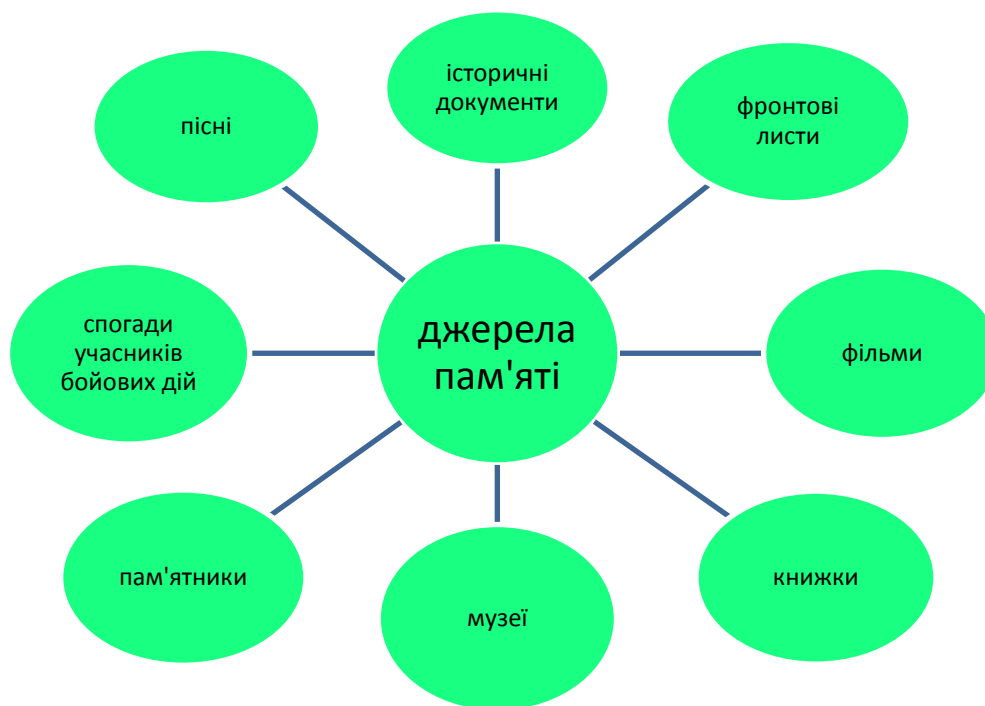 історичні
документи
фронтові
листи
пісні
джерела
пам'яті
спогади
учасників
бойових дій
фільми
пам'ятники
музеї
книжки